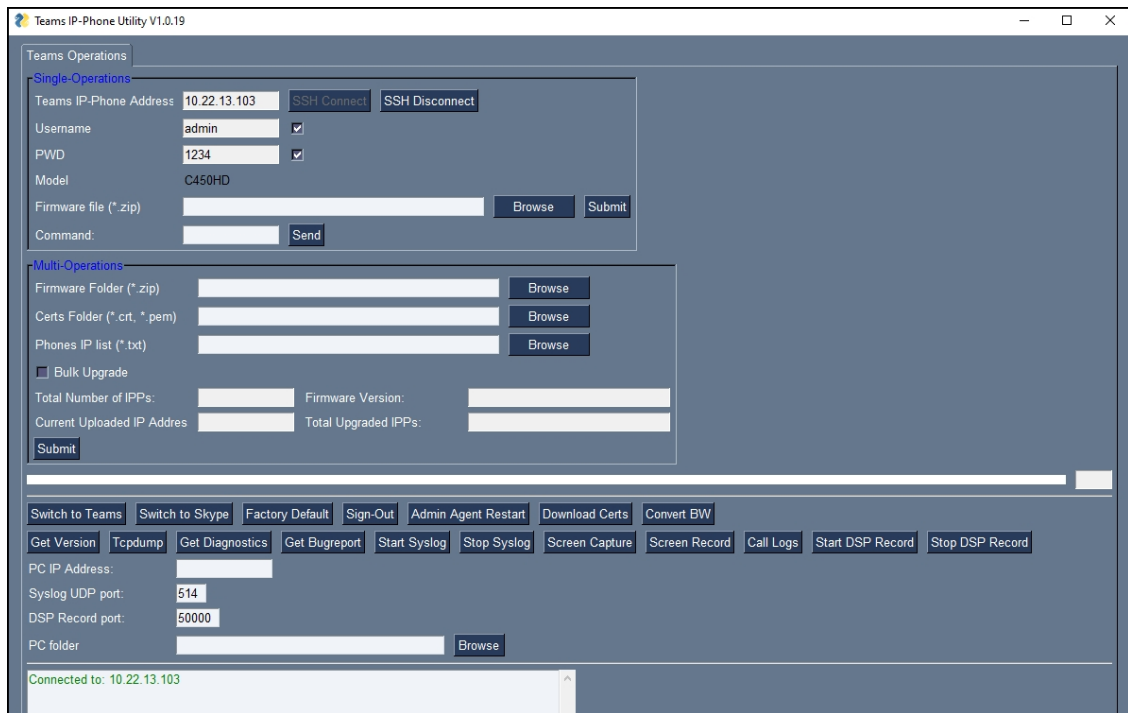 Teams IP-Phone Utility V1.0.19
Teams Operations
Single-Operations
Teams IP-Phone Address 10.22.13.103 SSH Connect SSH Disconnect
Username admin
PWD 1234
Model C450HD
Firmware file (*.zip) Browse Submit
Command: Send
Multi-Operations
Firmware Folder (*.zip) Browse
Certs Folder (*.crt, *.pem) Browse
Phones IP list (*.txt) Browse
Bulk Upgrade
Total Number of IPPs: Firmware Version:
Current Uploaded IP Addres Total Upgraded IPPs:
Submit
Switch to Teams Switch to Skype Factory Default Sign-Out Admin Agent Restart Download Certs Convert BW
Get Version Tcpdump Get Diagnostics Get Bugreport Start Syslog Stop Syslog Screen Capture Screen Record Call Logs Start DSP Record Stop DSP Record
PC IP Address:
Syslog UDP port: 514
DSP Record port: 50000
PC folder Browse
Connected to: 10.22.13.103